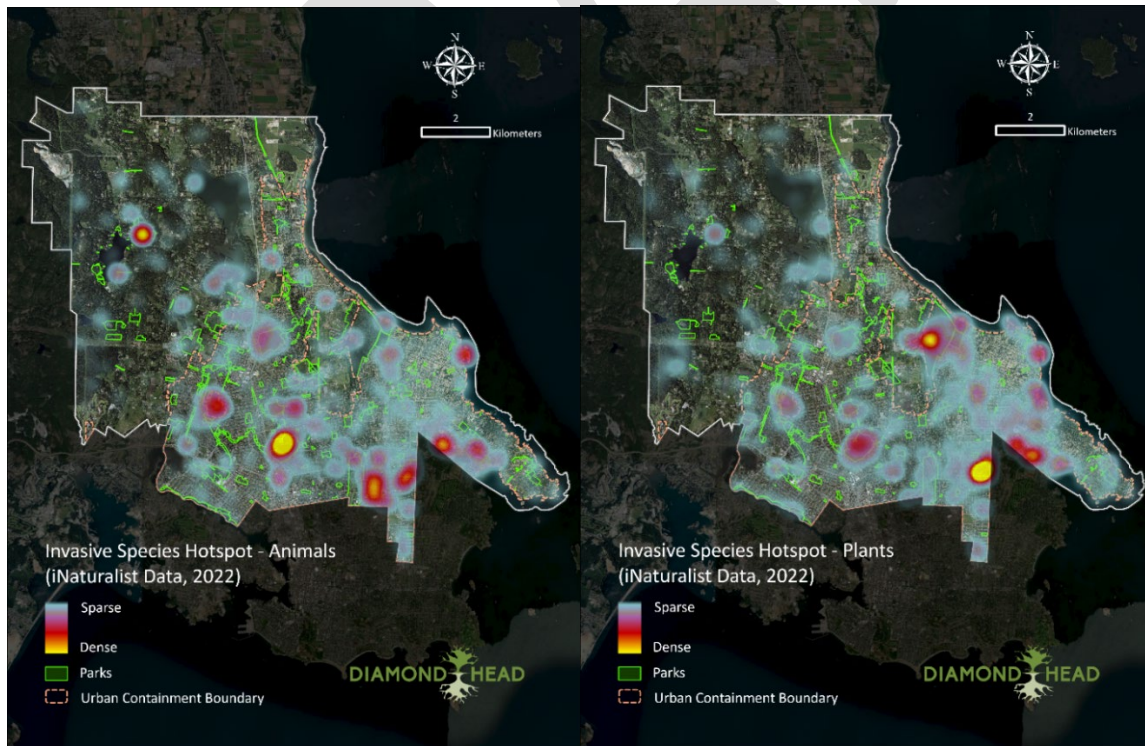 N
W E
S
2
Kilometers
Invasive Species Hotspot - Animals
(iNaturalist Data, 2022)
Sparse
Dense
Parks
Urban Containment Boundary
DIAMOND HEAD
N
W E
S
2
Kilometers
Invasive Species Hotspot - Plants
(iNaturalist Data, 2022)
Sparse
Dense
Parks
Urban Containment Boundary
DIAMOND HEAD